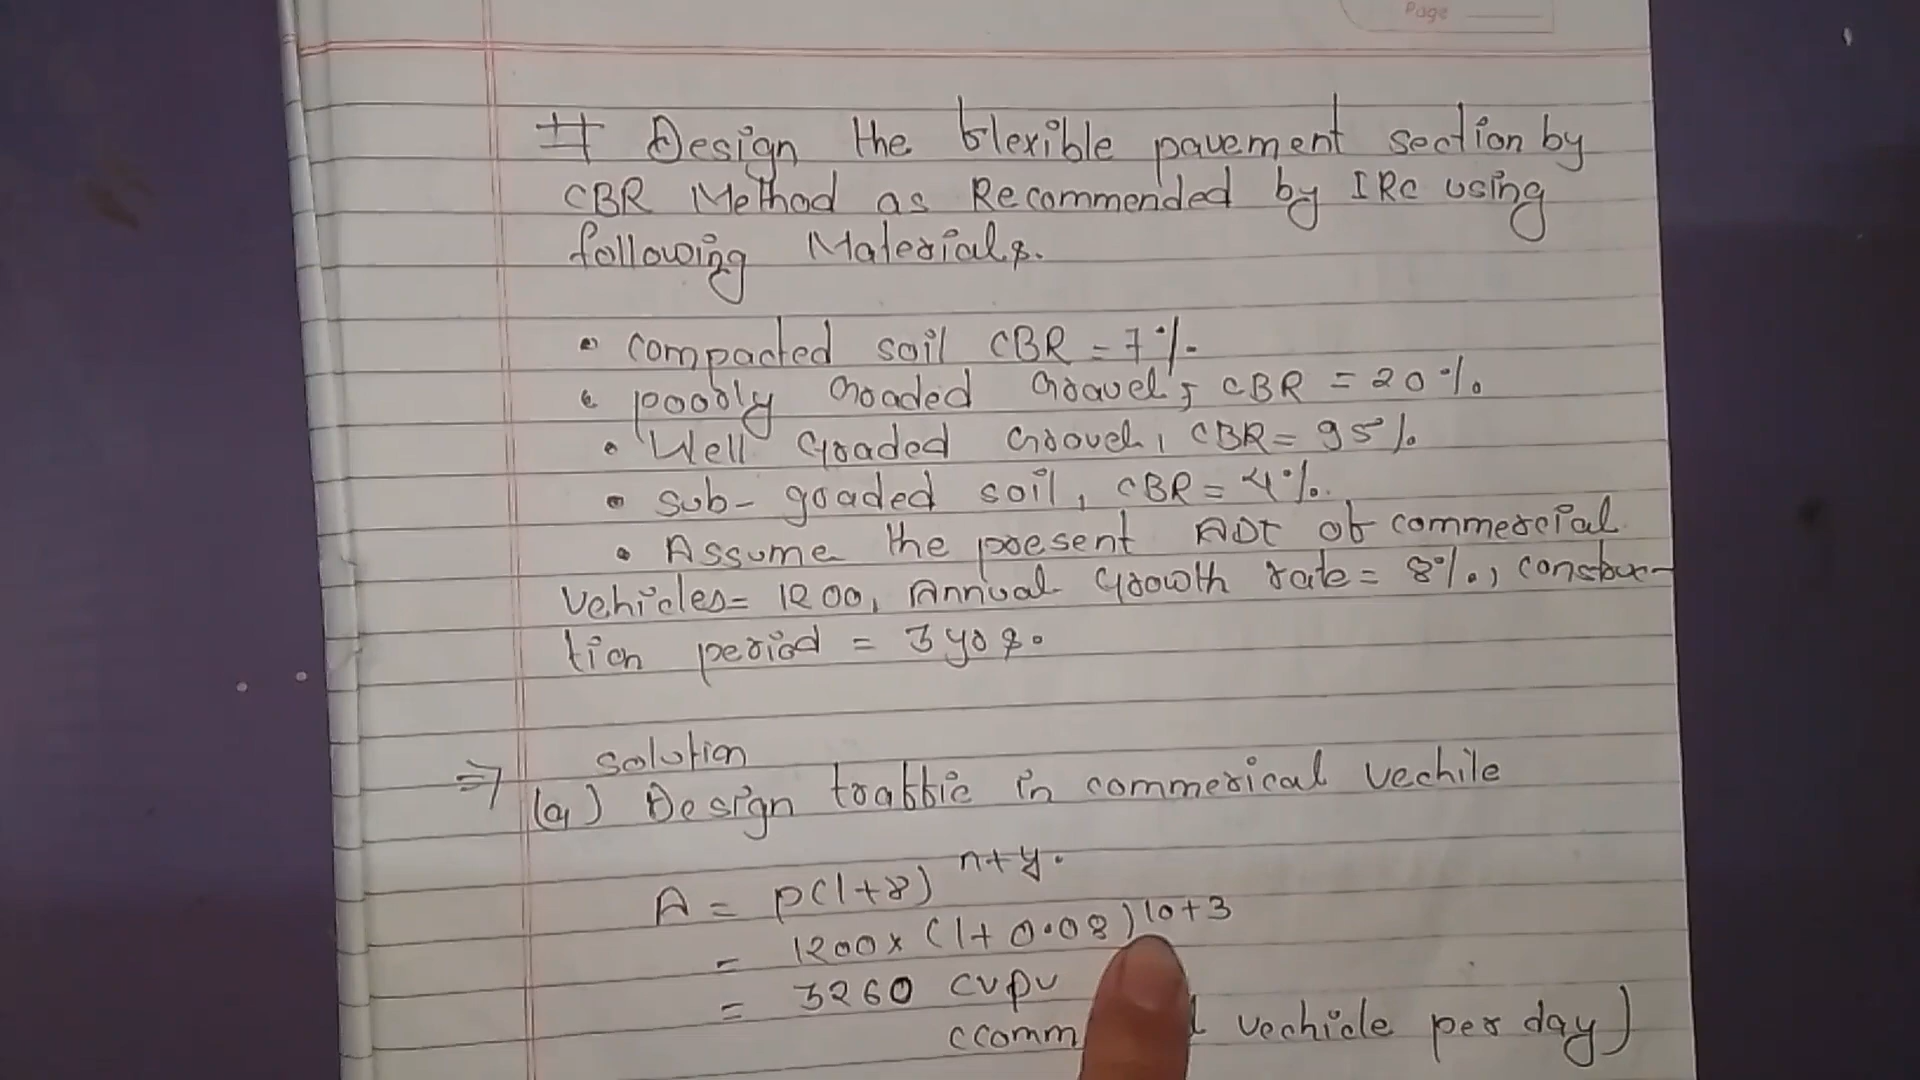 Page
# Design the flexible pavement section by
CBR Method as Recommended by IRC using
following Materials.
• compacted soil CBR = 7%.
• poorly Graded Gravel, CBR = 20%.
• Well Graded Gravel, CBR = 95%.
• sub-graded soil, CBR = 4%.
• Assume the present ADT of commercial
vehicles = 1200, Annual Growth rate = 8%., construc-
tion period = 3 yrs.
⇒ solution
(a) Design traffic in commerical vechile
A = P(1+r)^n+y.
= 1200 x (1+0.08)^10+3
= 3260 cvpv
(comm vechicle per day)